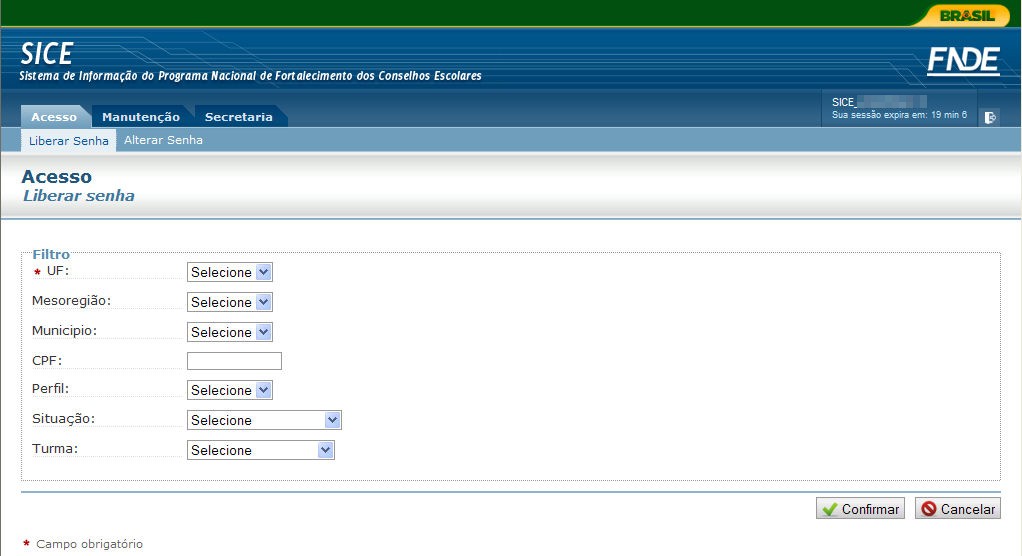 BRASIL
SICE
Sistema de Informação do Programa Nacional de Fortalecimento dos Conselhos Escolares
FNDE
Acesso Manutenção Secretaria
SICE_
Sua sessão expira em: 19 min 6
Liberar Senha Alterar Senha
Acesso
Liberar senha
Filtro
* UF: Selecione
Mesoregião: Selecione
Municipio: Selecione
CPF:
Perfil: Selecione
Situação: Selecione
Turma: Selecione
Confirmar Cancelar
* Campo obrigatório